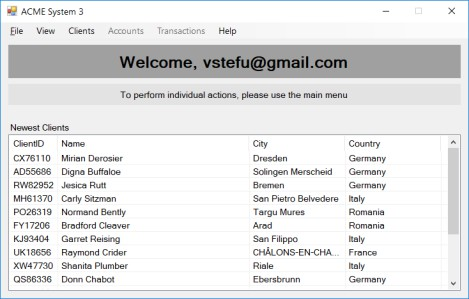 ACME System 3
File View Clients Accounts Transactions Help
Welcome, vstefu@gmail.com
To perform individual actions, please use the main menu
Newest Clients
ClientID Name City Country
CX76110 Mirian Derosier Dresden Germany
AD55686 Digna Buffaloe Solingen Merscheid Germany
RW82952 Jesica Rutt Bremen Germany
MH61370 Carly Sitzman San Pietro Belvedere Italy
PO26319 Normand Bently Targu Mures Romania
FY17206 Bradford Cleaver Arad Romania
KJ93404 Garret Reising San Filippo Italy
UK18656 Raymond Crider CHÂLONS-EN-CHA... France
XW47730 Shanita Plumber Riale Italy
QS86336 Donn Chabot Ebersbrunn Germany